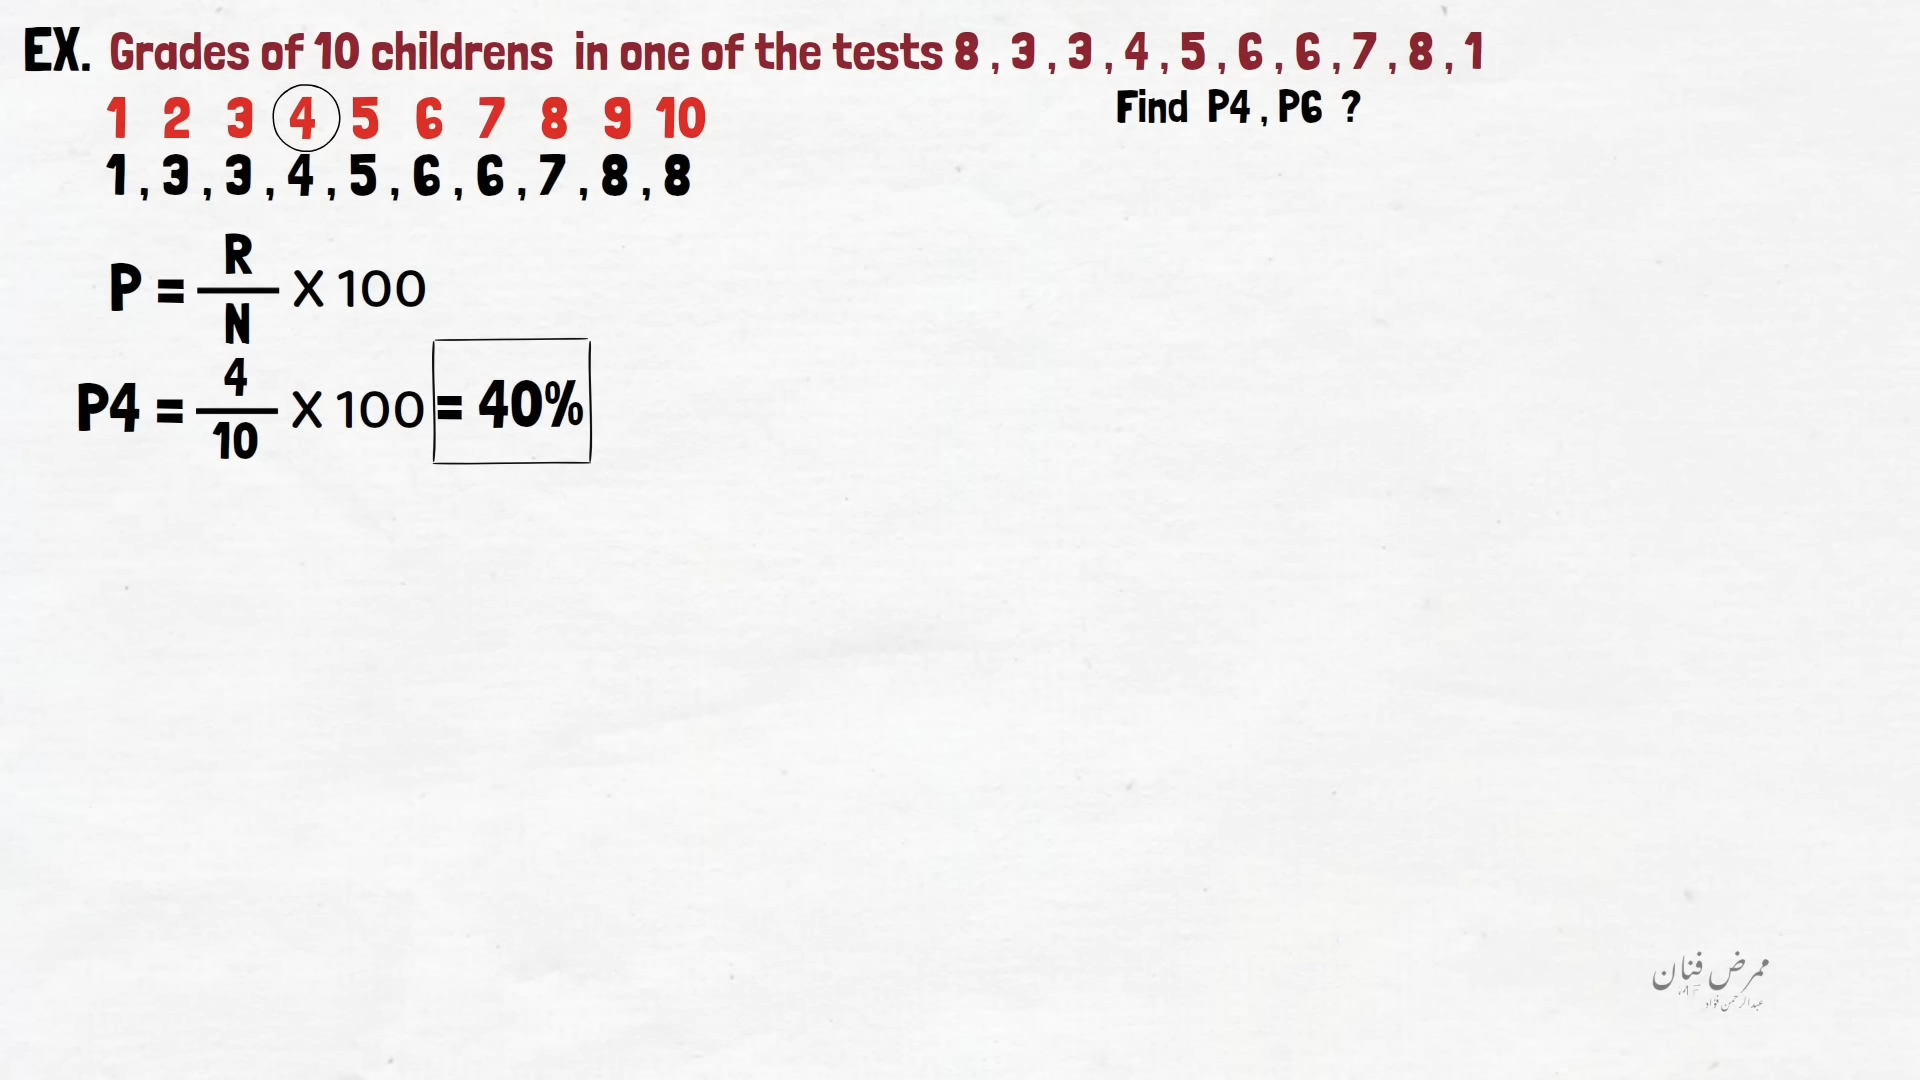 EX. Grades of 10 childrens in one of the tests 8 , 3 , 3 , 4 , 5 , 6 , 6 , 7 , 8 , 1
1 2 3 4 5 6 7 8 9 10
Find P4 , P6 ?
1 , 3 , 3 , 4 , 5 , 6 , 6 , 7 , 8 , 8
P = R/N X 100
P4 = 4/10 X 100 = 40%
ممرض فنان
عبدالرحمن فؤاد